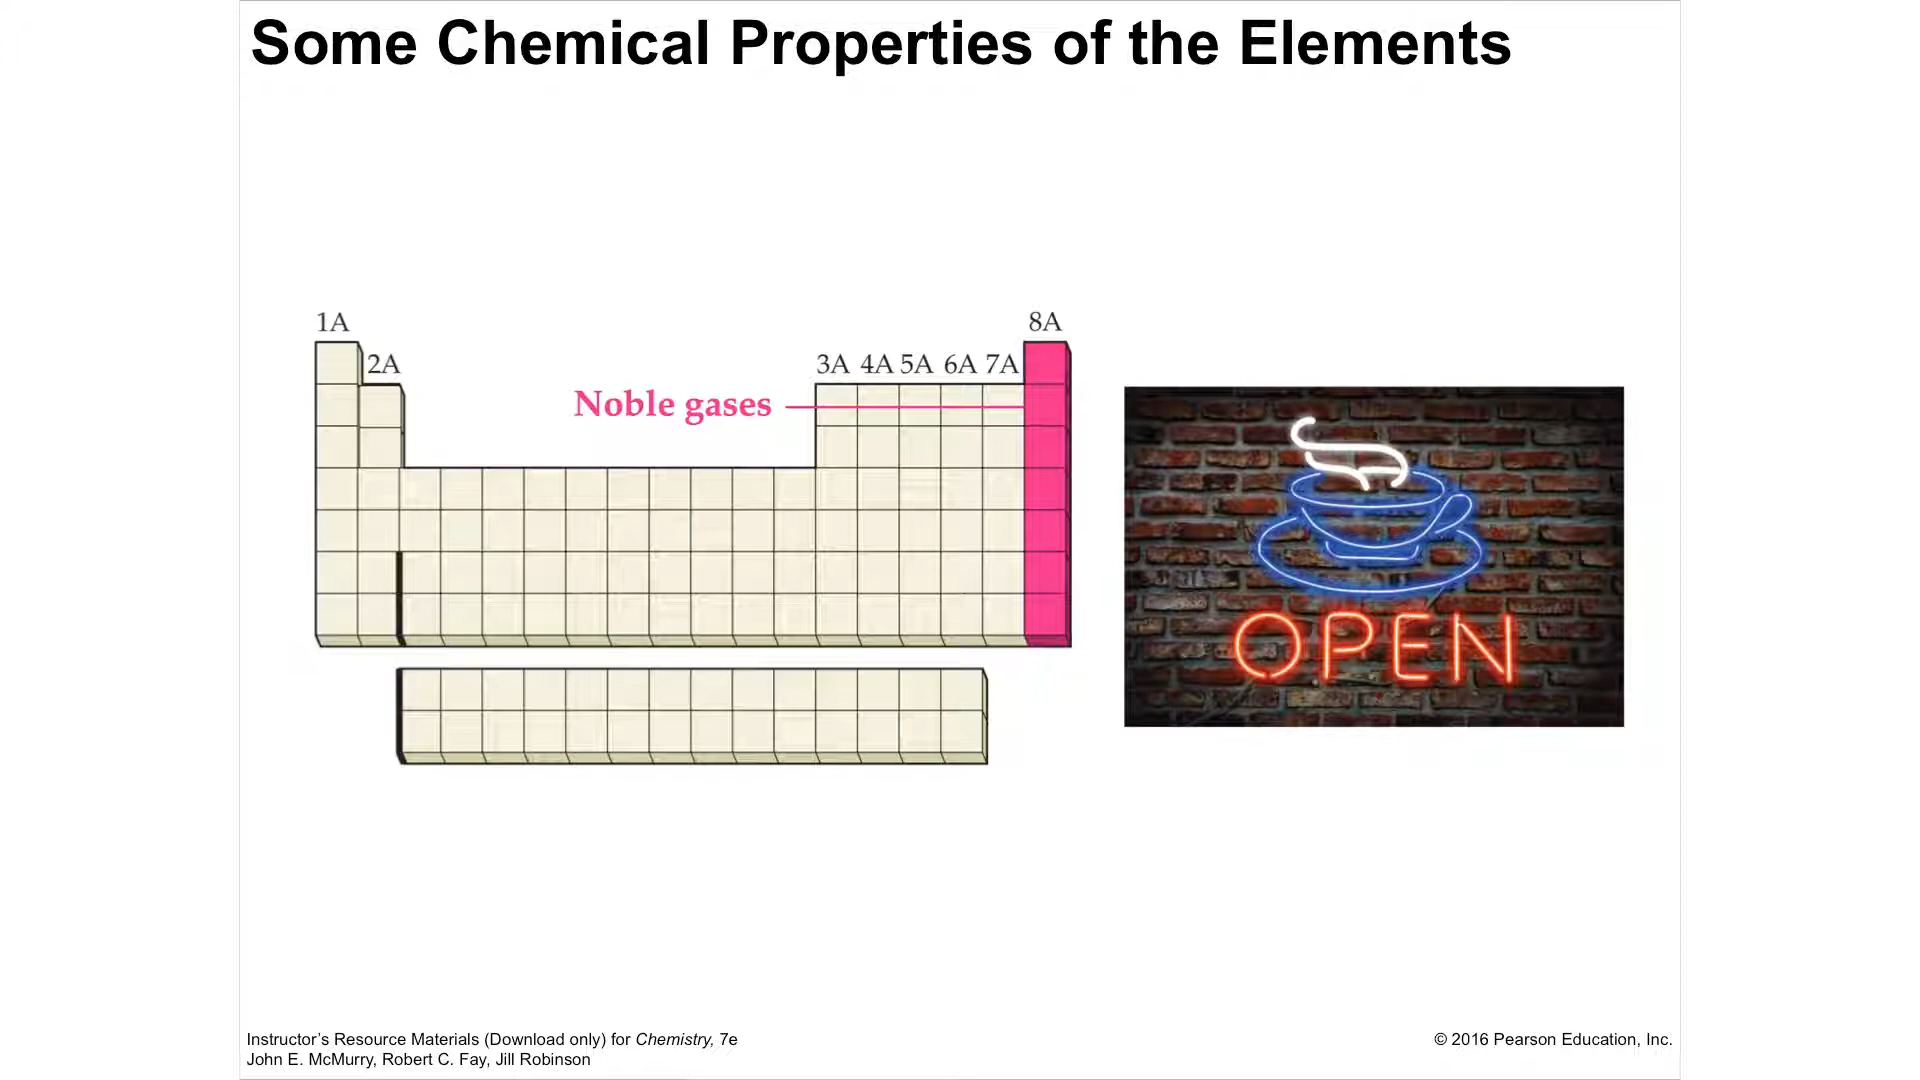 Some Chemical Properties of the Elements
1A
8A
2A
3A 4A 5A 6A 7A
Noble gases
OPEN
Instructor’s Resource Materials (Download only) for Chemistry, 7e
John E. McMurry, Robert C. Fay, Jill Robinson
© 2016 Pearson Education, Inc.